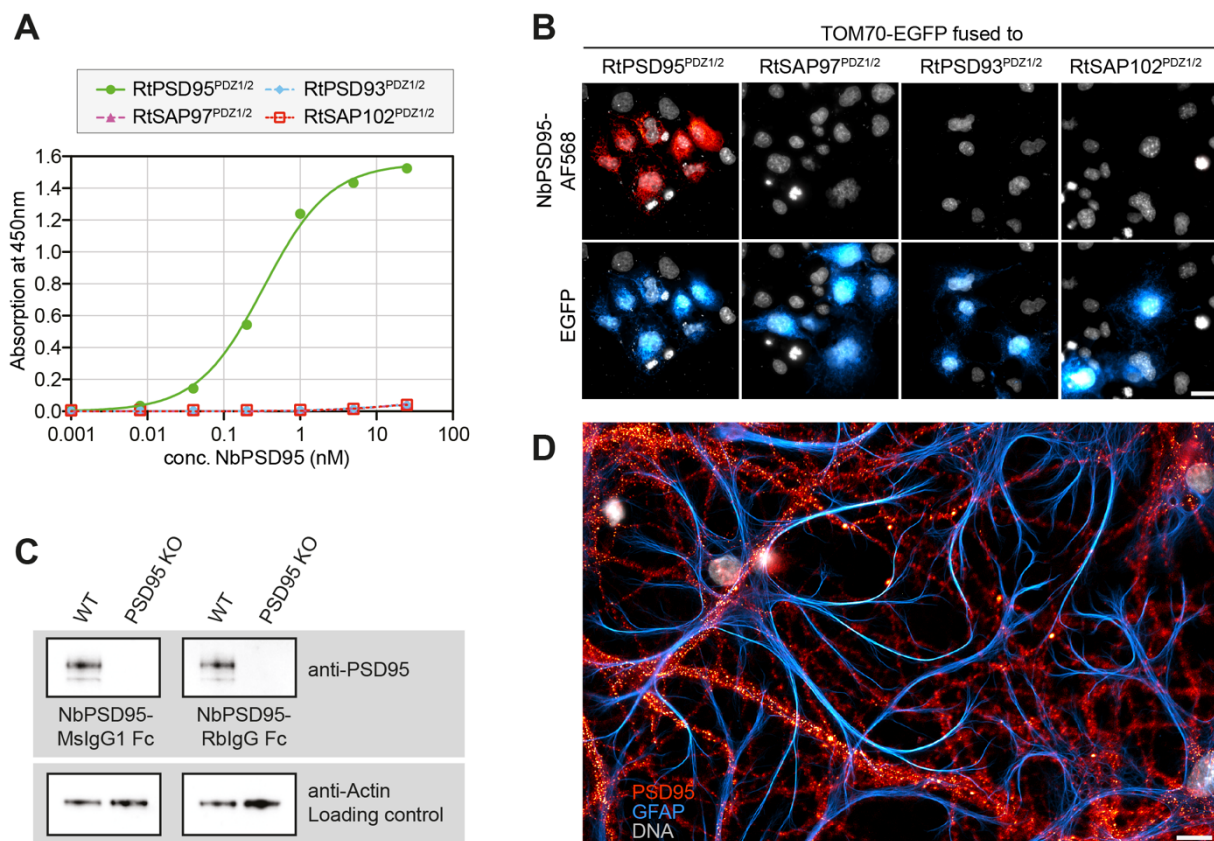 A
RtPSD95PDZ1/2
RtPSD93PDZ1/2
RtSAP97PDZ1/2
RtSAP102PDZ1/2
Absorption at 450nm
1.6
1.4
1.2
1.0
0.8
0.6
0.4
0.2
0.0
0.001
0.01
0.1
1
10
100
conc. NbPSD95 (nM)
B
TOM70-EGFP fused to
RtPSD95PDZ1/2
RtSAP97PDZ1/2
RtPSD93PDZ1/2
RtSAP102PDZ1/2
NbPSD95-
AF568
EGFP
C
WT
PSD95 KO
WT
PSD95 KO
anti-PSD95
NbPSD95-
MsIgG1 Fc
NbPSD95-
RbIgG Fc
anti-Actin
Loading control
D
PSD95
GFAP
DNA